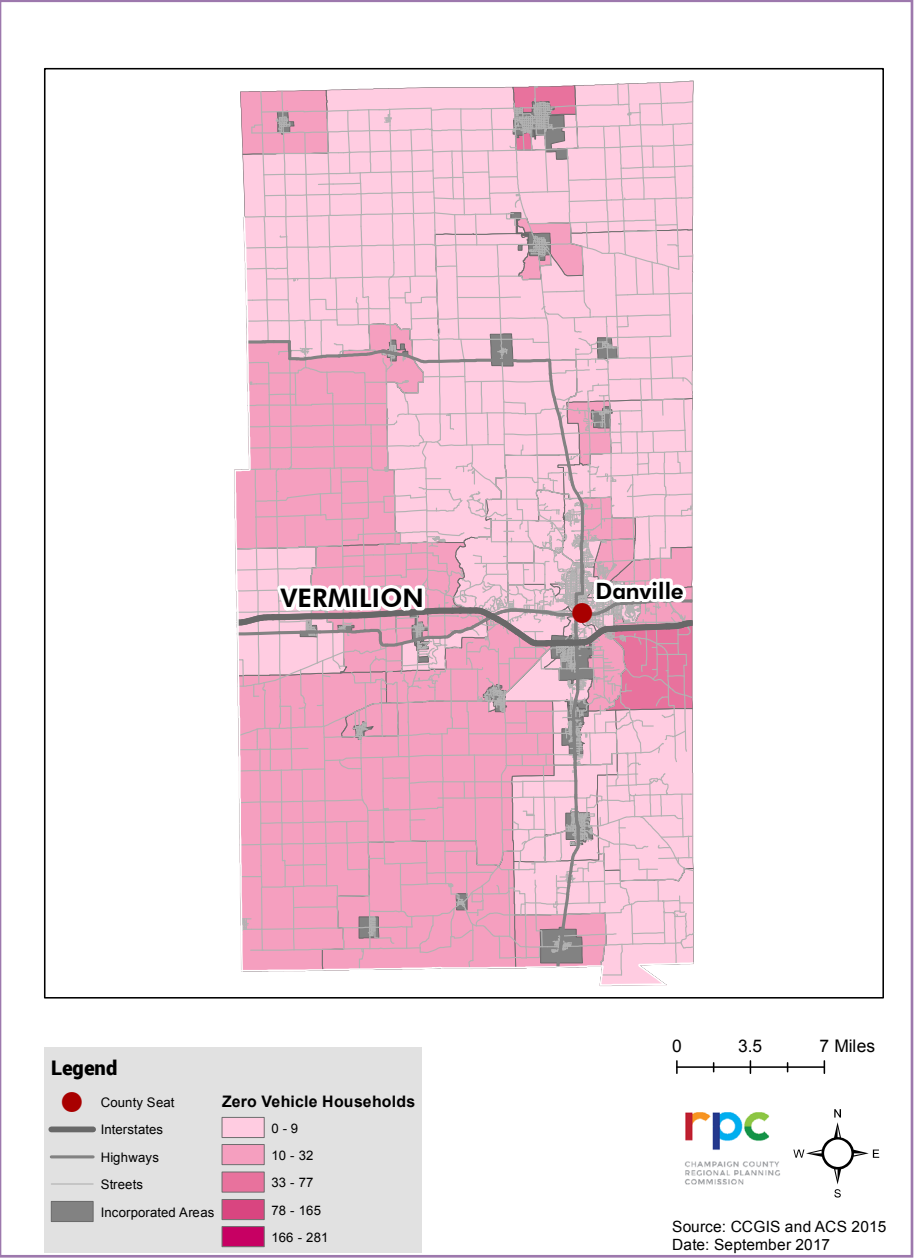 VERMILION
Danville
Legend
County Seat
Interstates
Highways
Streets
Incorporated Areas
Zero Vehicle Households
0 - 9
10 - 32
33 - 77
78 - 165
166 - 281
0 3.5 7 Miles
rpc
CHAMPAIGN COUNTY
REGIONAL PLANNING
COMMISSION
N
W E
S
Source: CCGIS and ACS 2015
Date: September 2017